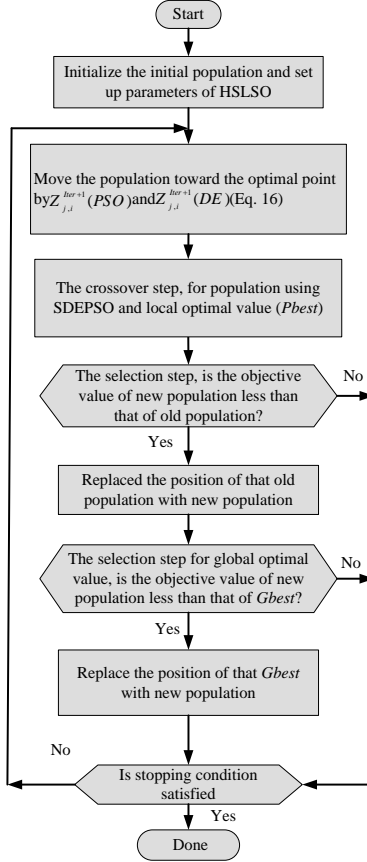 Start
Initialize the initial population and set
up parameters of HSLSO
Move the population toward the optimal point
by Z_{j,i}^{Iter+1}(PSO) and Z_{j,i}^{Iter+1}(DE)(Eq. 16)
The crossover step, for population using
SDEPSO and local optimal value (Pbest)
The selection step, is the objective
value of new population less than
that of old population?
No
Yes
Replaced the position of that old
population with new population
The selection step for global optimal
value, is the objective value of new
population less than that of Gbest?
No
Yes
Replace the position of that Gbest
with new population
No
Is stopping condition
satisfied
Yes
Done